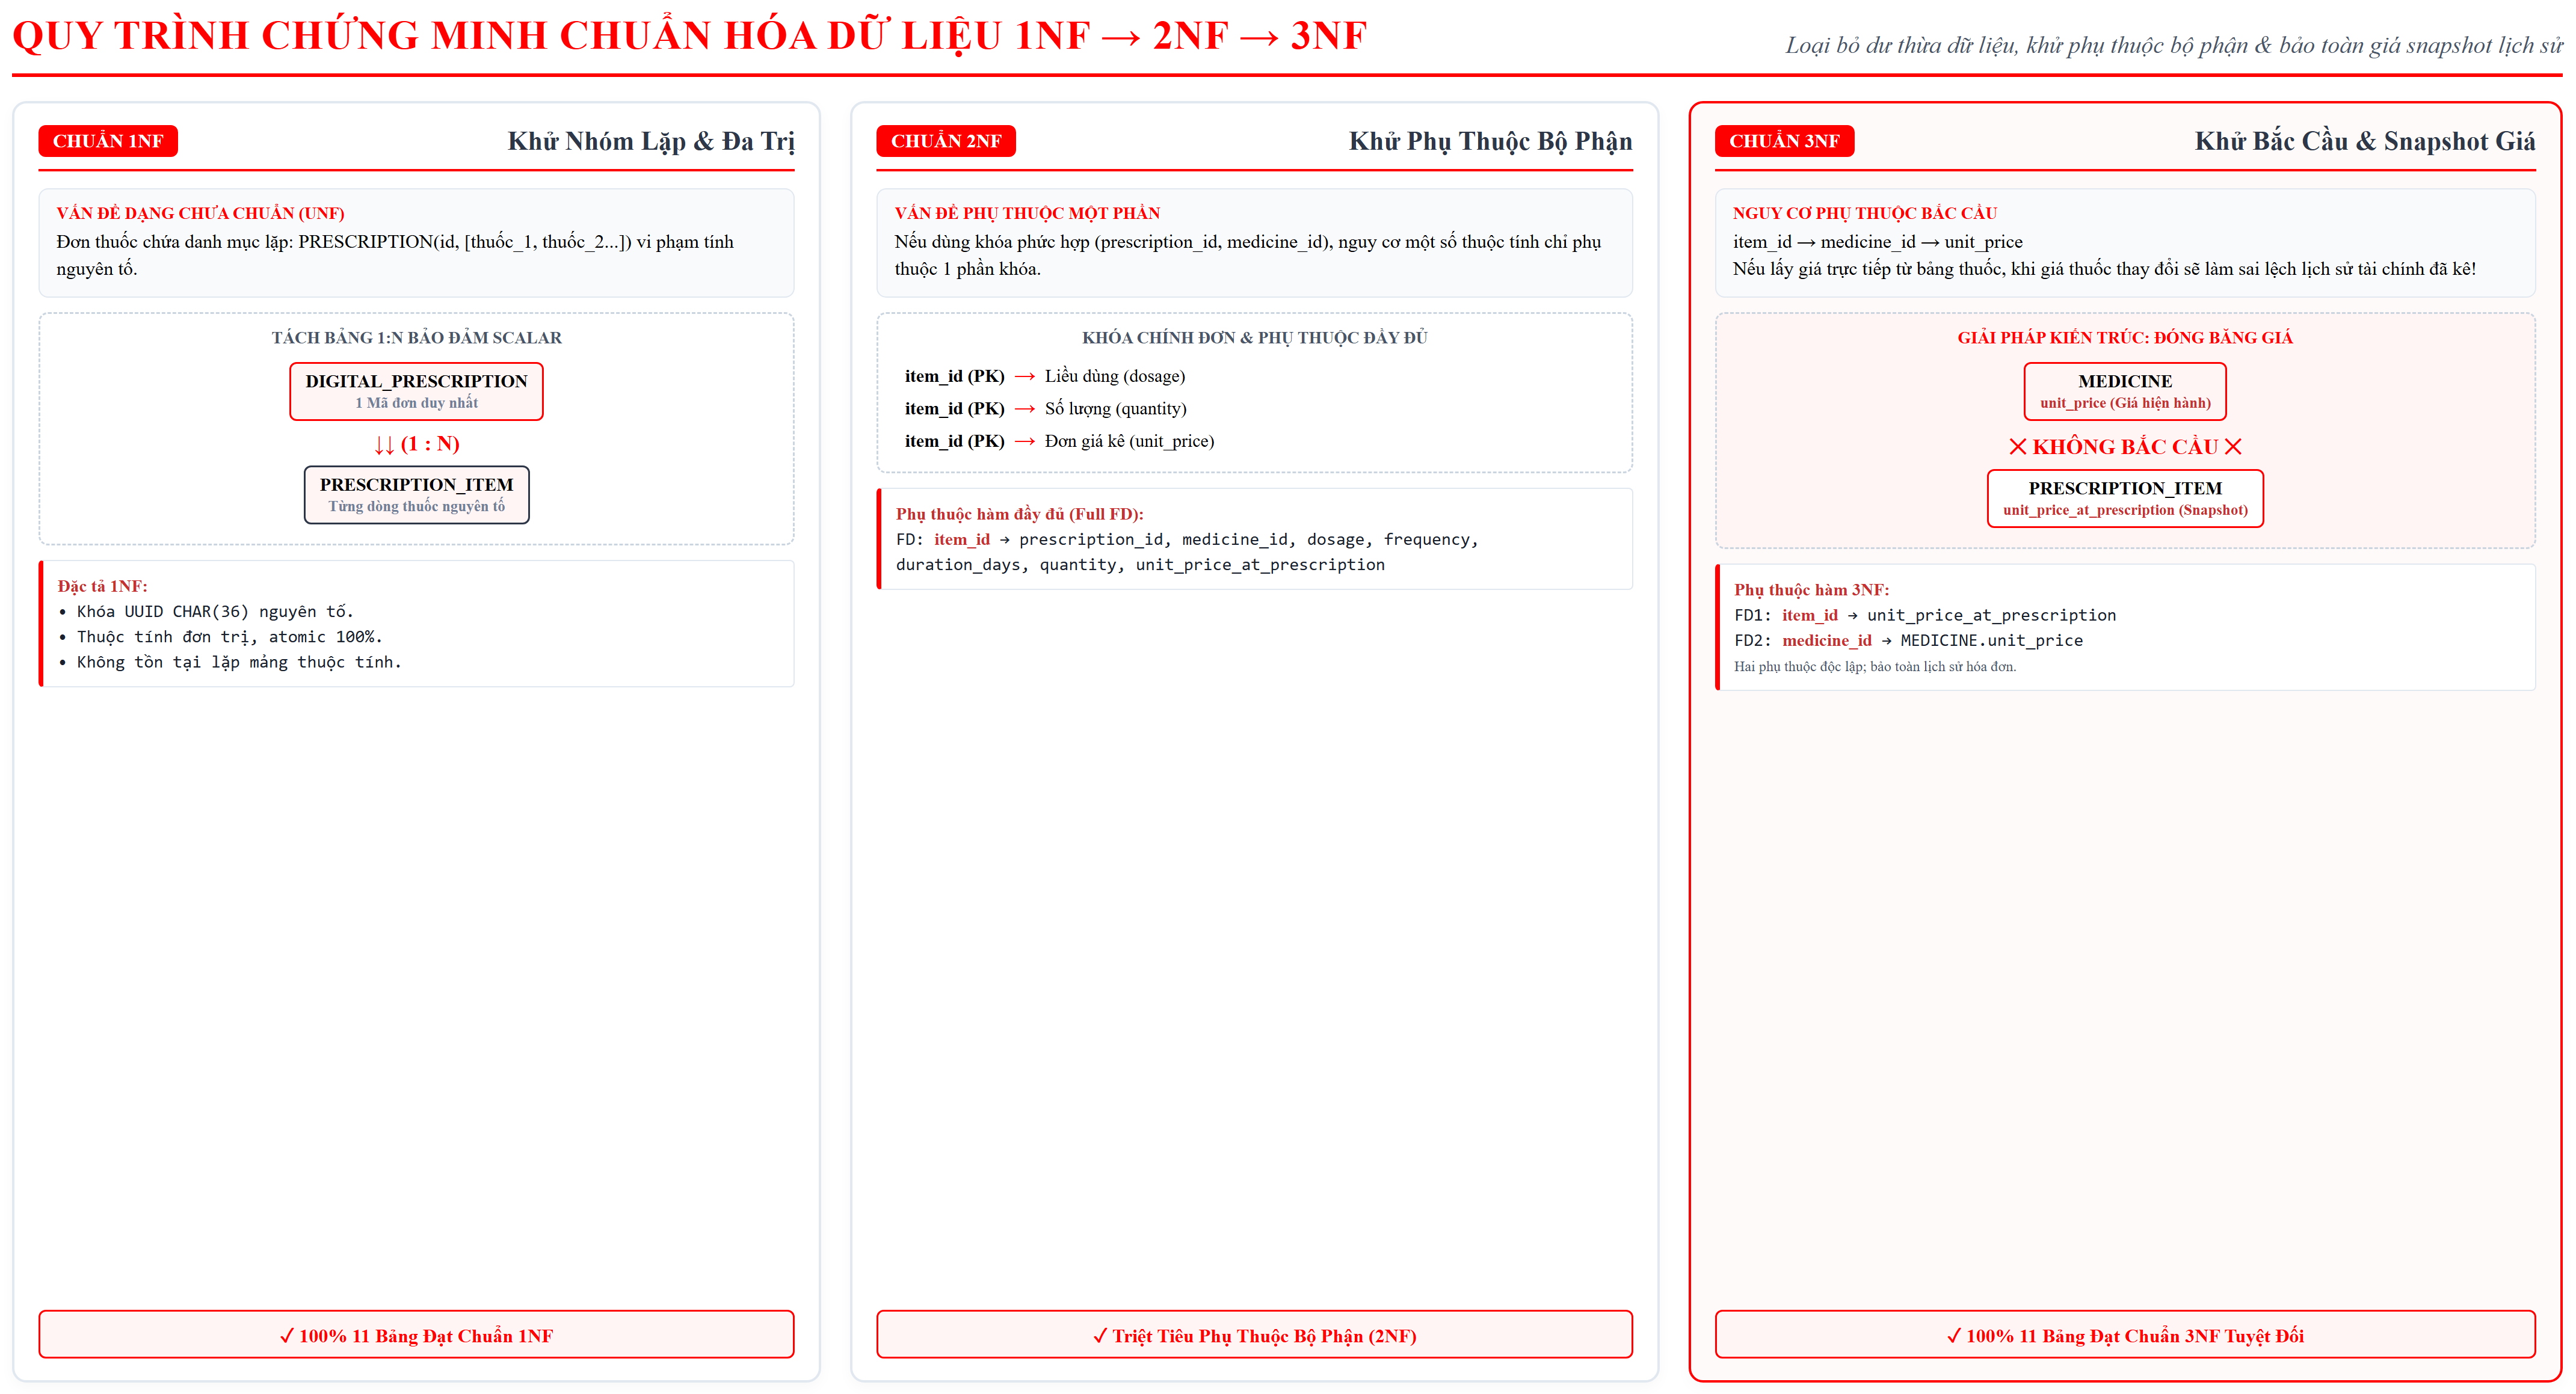 QUY TRÌNH CHỨNG MINH CHUẨN HÓA DỮ LIỆU 1NF → 2NF → 3NF
Loại bỏ dư thừa dữ liệu, khử phụ thuộc bộ phận & bảo toàn giá snapshot lịch sử
CHUẨN 1NF
Khử Nhóm Lặp & Đa Trị
VẤN ĐỀ DẠNG CHƯA CHUẨN (UNF)
Đơn thuốc chứa danh mục lặp: PRESCRIPTION(id, [thuốc_1, thuốc_2...]) vi phạm tính
nguyên tố.
TÁCH BẢNG 1:N BẢO ĐẢM SCALAR
DIGITAL_PRESCRIPTION
1 Mã đơn duy nhất
↓↓ (1 : N)
PRESCRIPTION_ITEM
Từng dòng thuốc nguyên tố
Đặc tả 1NF:
• Khóa UUID CHAR(36) nguyên tố.
• Thuộc tính đơn trị, atomic 100%.
• Không tồn tại lặp mảng thuộc tính.
✓ 100% 11 Bảng Đạt Chuẩn 1NF
CHUẨN 2NF
Khử Phụ Thuộc Bộ Phận
VẤN ĐỀ PHỤ THUỘC MỘT PHẦN
Nếu dùng khóa phức hợp (prescription_id, medicine_id), nguy cơ một số thuộc tính chỉ phụ
thuộc 1 phần khóa.
KHÓA CHÍNH ĐƠN & PHỤ THUỘC ĐẦY ĐỦ
item_id (PK) → Liều dùng (dosage)
item_id (PK) → Số lượng (quantity)
item_id (PK) → Đơn giá kê (unit_price)
Phụ thuộc hàm đầy đủ (Full FD):
FD: item_id → prescription_id, medicine_id, dosage, frequency,
duration_days, quantity, unit_price_at_prescription
✓ Triệt Tiêu Phụ Thuộc Bộ Phận (2NF)
CHUẨN 3NF
Khử Bắc Cầu & Snapshot Giá
NGUY CƠ PHỤ THUỘC BẮC CẦU
item_id → medicine_id → unit_price
Nếu lấy giá trực tiếp từ bảng thuốc, khi giá thuốc thay đổi sẽ làm sai lệch lịch sử tài chính đã kê!
GIẢI PHÁP KIẾN TRÚC: ĐÓNG BĂNG GIÁ
MEDICINE
unit_price (Giá hiện hành)
✕ KHÔNG BẮC CẦU ✕
PRESCRIPTION_ITEM
unit_price_at_prescription (Snapshot)
Phụ thuộc hàm 3NF:
FD1: item_id → unit_price_at_prescription
FD2: medicine_id → MEDICINE.unit_price
Hai phụ thuộc độc lập; bảo toàn lịch sử hóa đơn.
✓ 100% 11 Bảng Đạt Chuẩn 3NF Tuyệt Đối